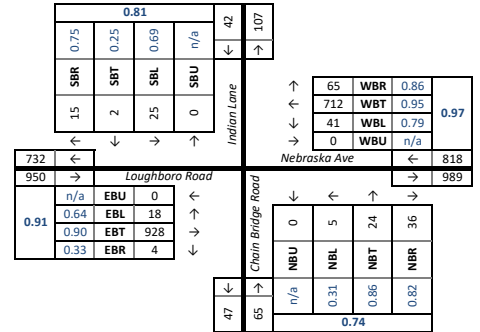 0.81 42 107
0.75 0.25 0.69 n/a
SBR SBT SBL SBU
15 2 25 0
↓ ↑
← ↓ → ↑
Indian Lane
↑ 65 WBR 0.86
← 712 WBT 0.95
↓ 41 WBL 0.79
→ 0 WBU n/a
0.97
732 ← Nebraska Ave ← 818
950 → Loughboro Road → 989
0.91
n/a EBU 0 ←
0.64 EBL 18 ↑
0.90 EBT 928 →
0.33 EBR 4 ↓
Chain Bridge Road
↓ ← ↑ →
0 5 24 36
NBU NBL NBT NBR
n/a 0.31 0.86 0.82
↓ ↑
47 65 0.74